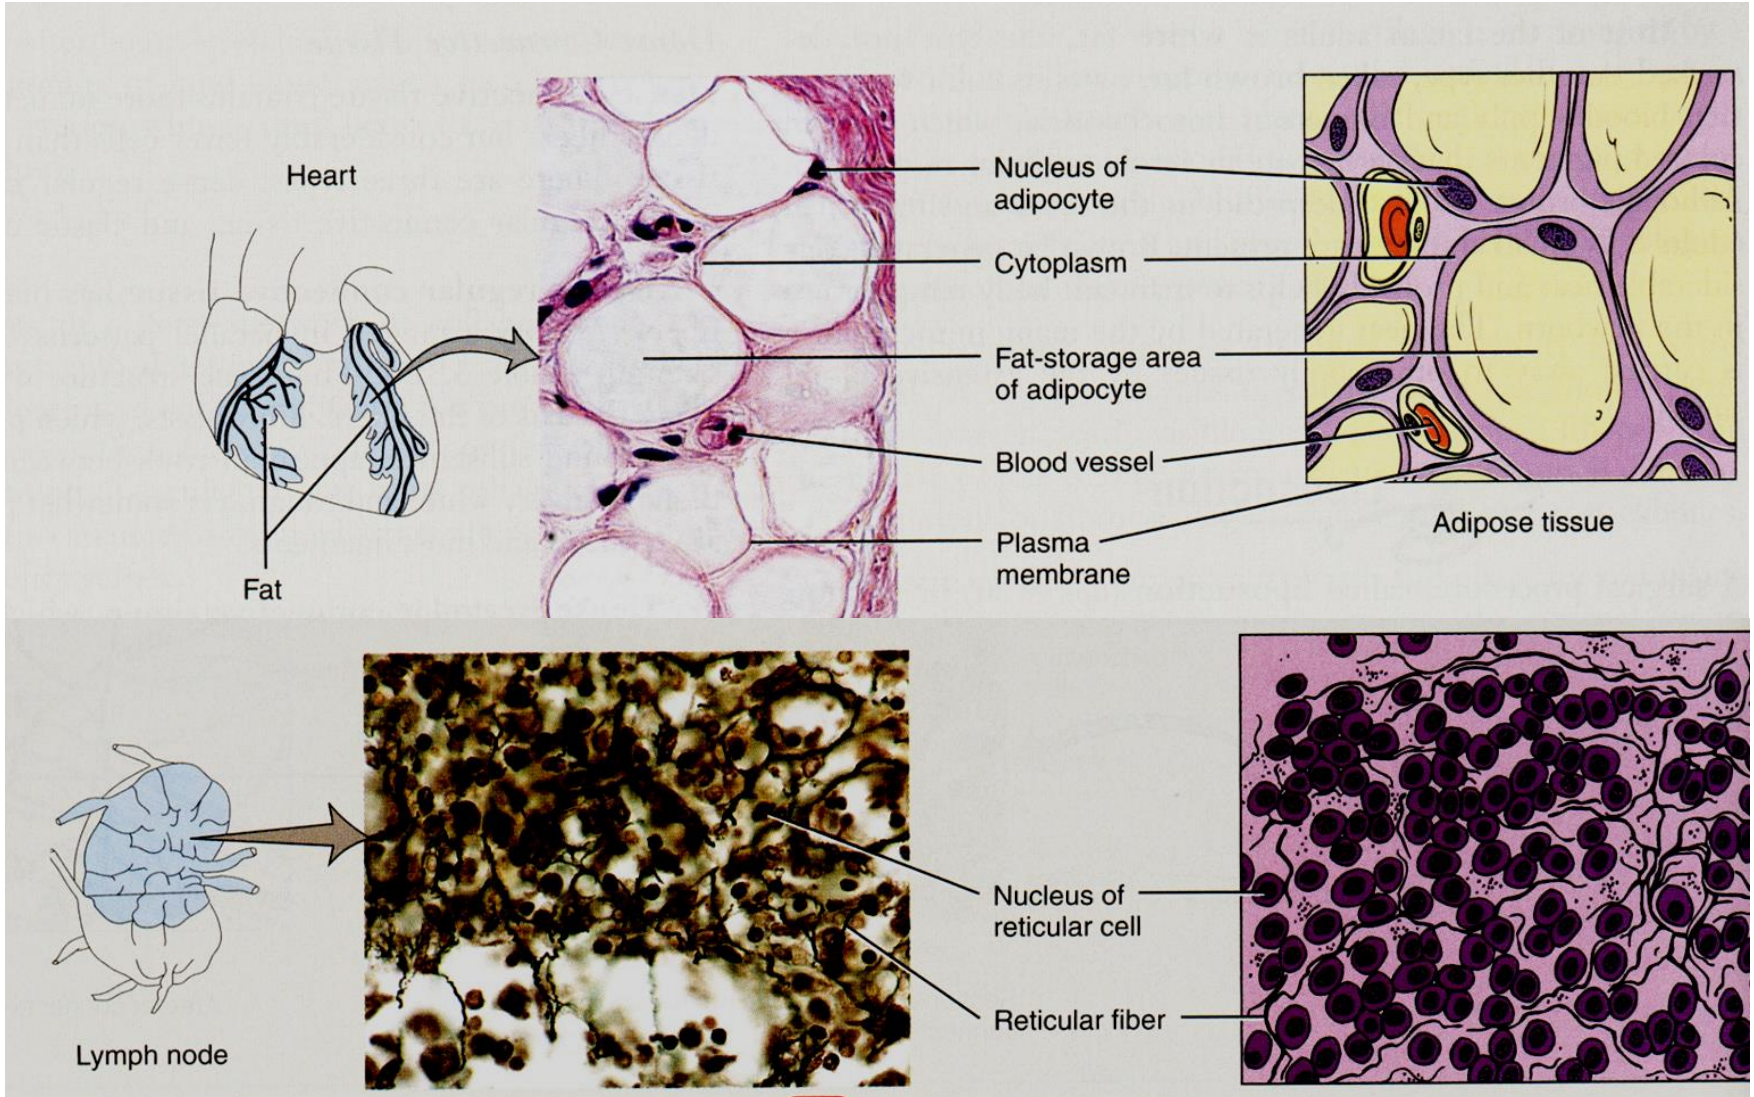 Heart
Nucleus of
adipocyte
Cytoplasm
Fat-storage area
of adipocyte
Blood vessel
Plasma
membrane
Adipose tissue
Fat
Nucleus of
reticular cell
Reticular fiber
Lymph node